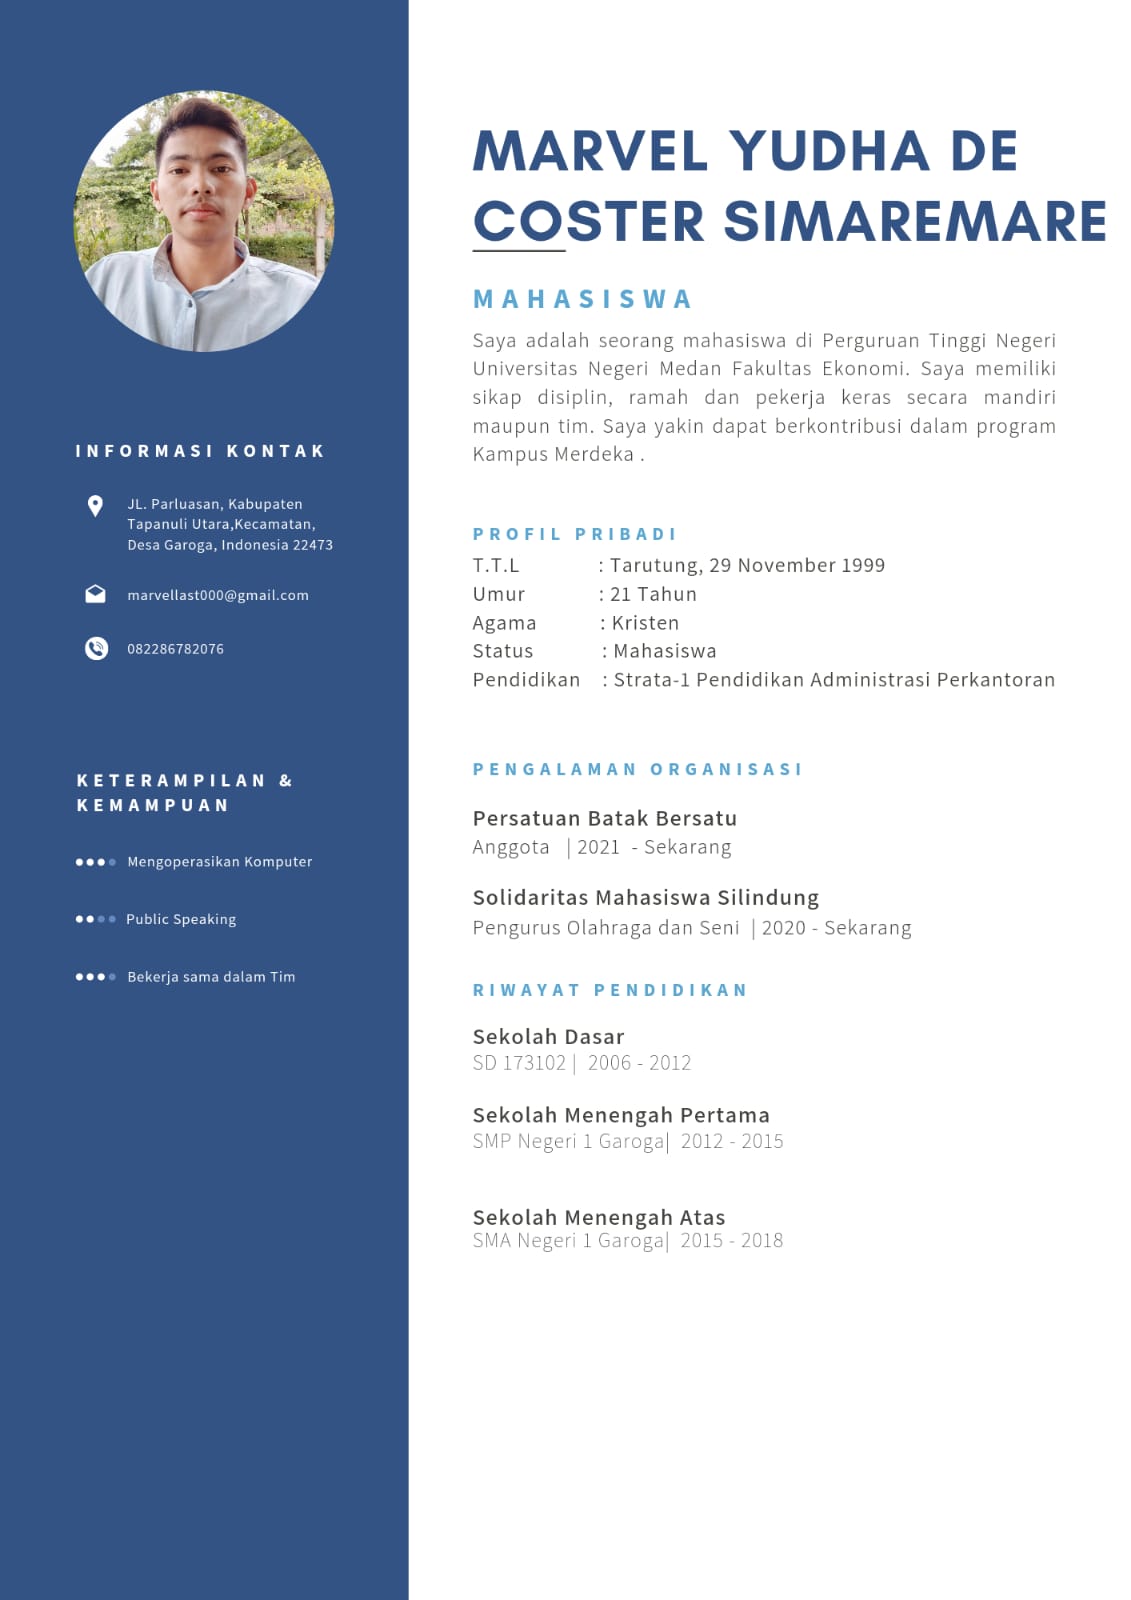 MARVEL YUDHA DE
COSTER SIMAREMARE
MAHASISWA
Saya adalah seorang mahasiswa di Perguruan Tinggi Negeri
Universitas Negeri Medan Fakultas Ekonomi. Saya memiliki
sikap disiplin, ramah dan pekerja keras secara mandiri
maupun tim. Saya yakin dapat berkontribusi dalam program
Kampus Merdeka .
INFORMASI KONTAK
JL. Parluasan, Kabupaten
Tapanuli Utara,Kecamatan,
Desa Garoga, Indonesia 22473
marvellast000@gmail.com
082286782076
KETERAMPILAN &
KEMAMPUAN
Mengoperasikan Komputer
Public Speaking
Bekerja sama dalam Tim
PROFIL PRIBADI
T.T.L : Tarutung, 29 November 1999
Umur : 21 Tahun
Agama : Kristen
Status : Mahasiswa
Pendidikan : Strata-1 Pendidikan Administrasi Perkantoran
PENGALAMAN ORGANISASI
Persatuan Batak Bersatu
Anggota | 2021 - Sekarang
Solidaritas Mahasiswa Silindung
Pengurus Olahraga dan Seni | 2020 - Sekarang
RIWAYAT PENDIDIKAN
Sekolah Dasar
SD 173102 | 2006 - 2012
Sekolah Menengah Pertama
SMP Negeri 1 Garoga| 2012 - 2015
Sekolah Menengah Atas
SMA Negeri 1 Garoga| 2015 - 2018